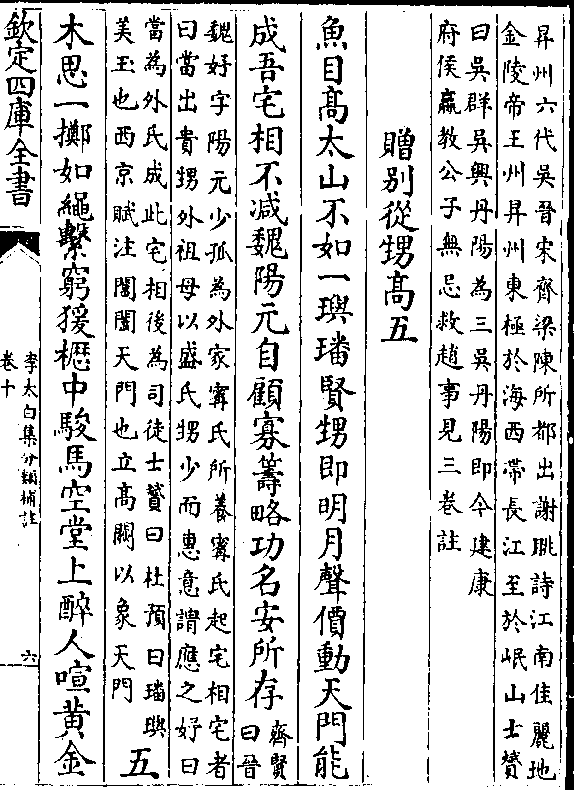 昇州六代吳晉宋齊梁陳所都出謝眺詩江南佳麗地
金陵帝王州昇州東極於海西帶長江至於岷山士贇
曰吳群吳興丹陽為三吳丹陽即今建康
府侯嬴教公子無忌救趙事見三卷註
贈别從甥髙五
魚目髙太山不如一璵璠賢甥即明月聲價動天門能
成吾宅相不减魏陽元自顧寡籌略功名安所存
齊賢
曰晉
魏好字陽元少孤為外家寗氏所養寗氏起宅相宅者
曰當出貴甥外祖母以盛氏甥少而惠意謂應之好曰
當為外氏成此宅相後為司徒士贇曰杜預曰璠璵
美玉也西京賦注閶闔天門也立髙闕以象天門
五
木思一擲如繩繫窮猨櫪中駿馬空堂上醉人喧黄金
欽定四庫全書
李太白集分類補註
卷十
六